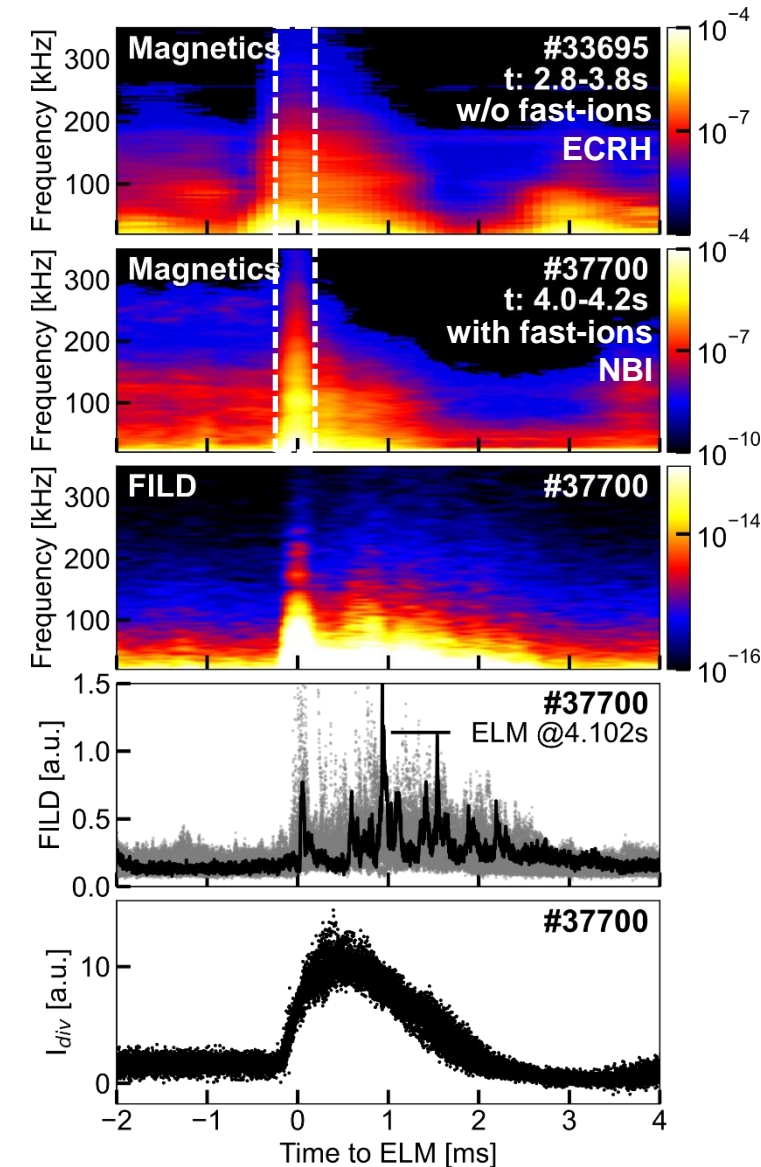 Magnetics
#33695
t: 2.8-3.8s
w/o fast-ions
ECRH
Frequency [kHz]
300
200
100
10⁻⁴
10⁻⁷
Magnetics
#37700
t: 4.0-4.2s
with fast-ions
NBI
Frequency [kHz]
300
200
100
10⁻⁴
10⁻⁷
10⁻¹⁰
FILD
#37700
Frequency [kHz]
300
200
100
10
10⁻¹⁴
10⁻¹⁶
#37700
ELM @4.102s
FILD [a.u.]
1.5
1.0
0.5
0.0
#37700
I_div [a.u.]
10
0
−2 −1 0 1 2 3 4
Time to ELM [ms]